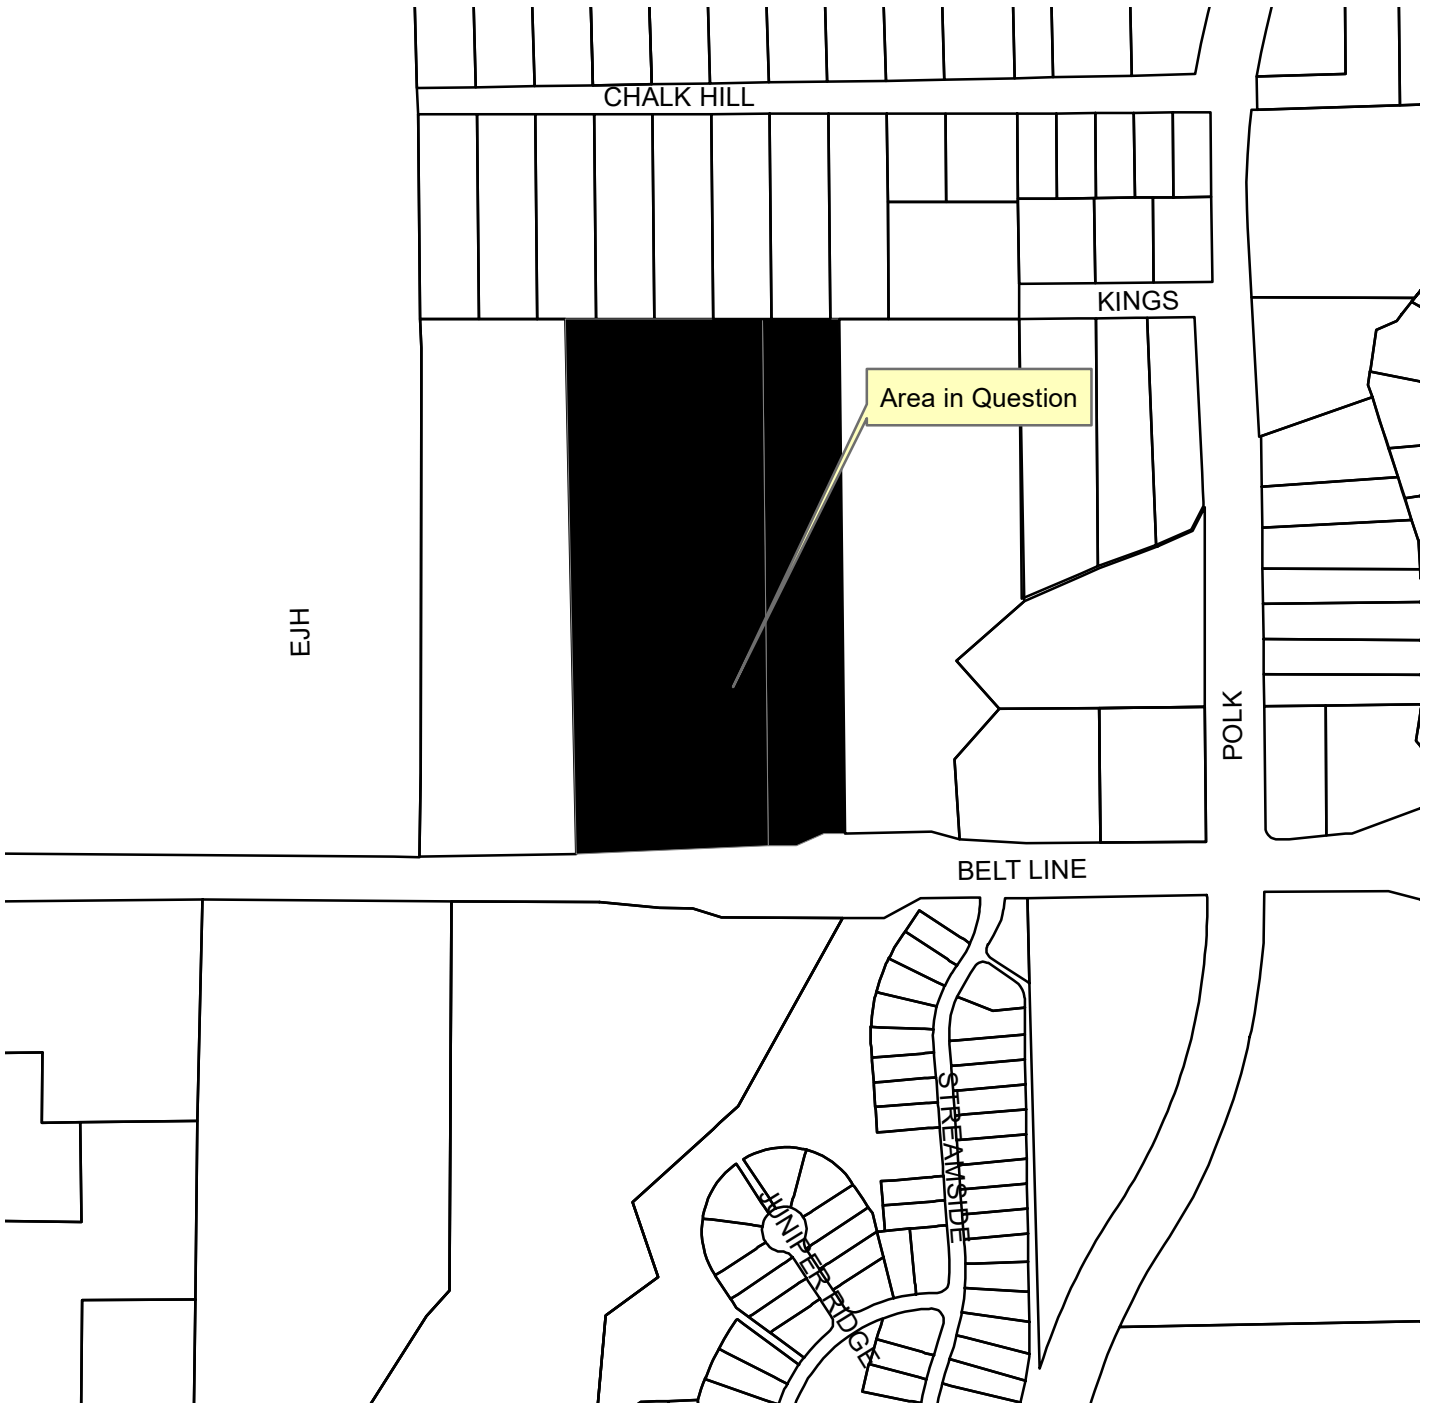 CHALK HILL
KINGS
Area in Question
EJH
POLK
BELT LINE
STREAMSIDE
JUNIPER RIDGE